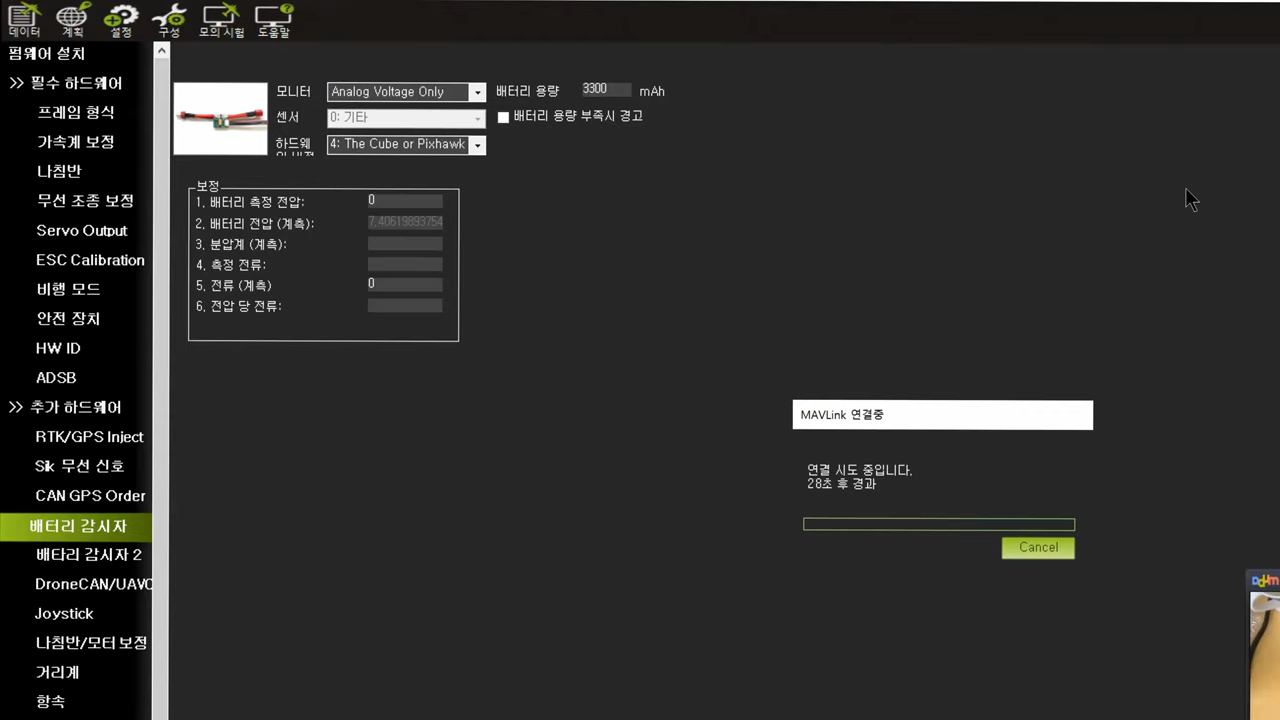 데이터 계획 설정 구성 모의 시험 도움말
펌웨어 설치
>> 필수 하드웨어
프레임 형식
가속계 보정
나침반
무선 조종 보정
Servo Output
ESC Calibration
비행 모드
안전 장치
HW ID
ADSB
>> 추가 하드웨어
RTK/GPS Inject
Sik 무선 신호
CAN GPS Order
배터리 감시자
배터리 감시자 2
DroneCAN/UAVC
Joystick
나침반/모터 보정
거리계
항속
모니터 Analog Voltage Only 배터리 용량 3300 mAh
센서 0: 기타 배터리 용량 부족시 경고
하드웨 4: The Cube or Pixhawk
보정
1. 배터리 측정 전압: 0
2. 배터리 전압 (계측): 7.40619893754
3. 분압계 (계측):
4. 측정 전류:
5. 전류 (계측) 0
6. 전압 당 전류:
MAVLink 연결중
연결 시도 중입니다.
28초 후 경과
Cancel